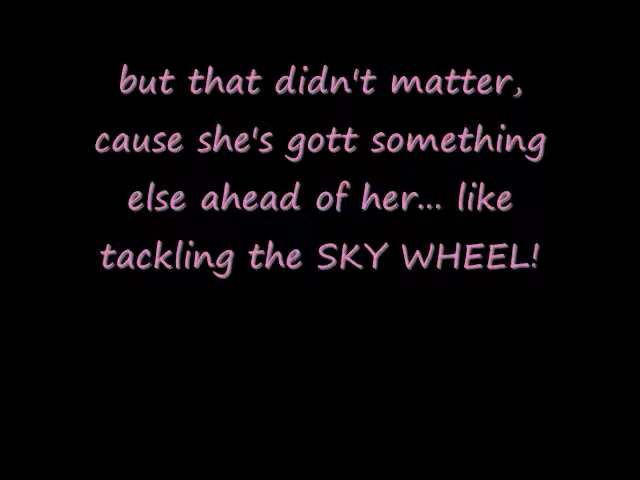 but that didn't matter,
cause she's gott something
else ahead of her... like
tackling the SKY WHEEL!